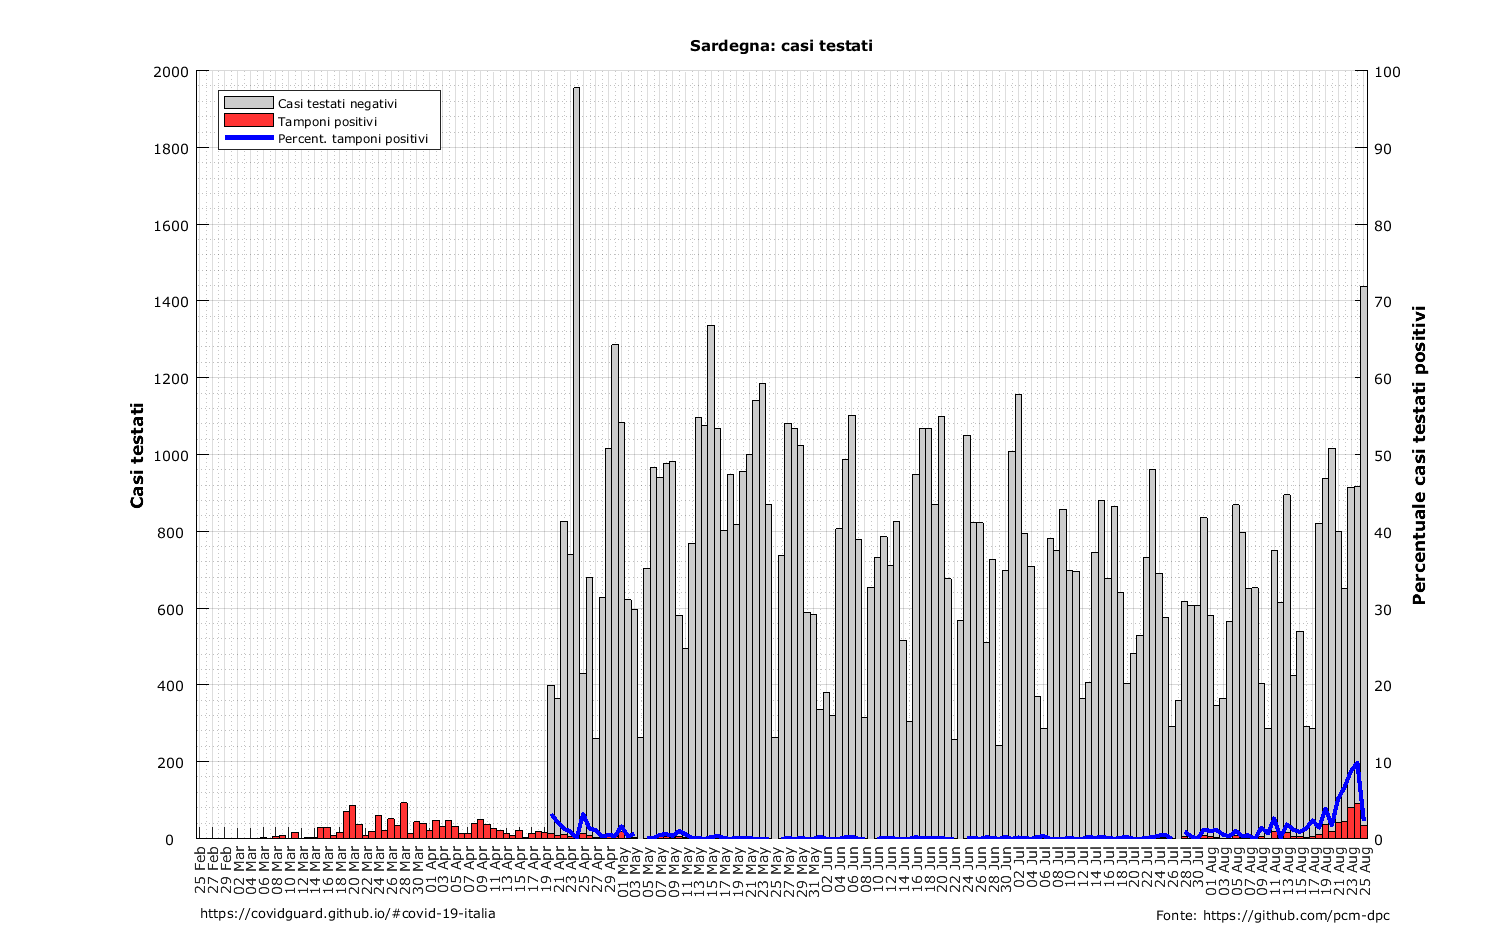 Sardegna: casi testati
Casi testati negativi
Tamponi positivi
Percent. tamponi positivi
Casi testati
2000
1800
1600
1400
1200
1000
800
600
400
200
0
100
90
80
70
60
50
40
30
20
10
0
Percentuale casi testati positivi
25 Feb
27 Feb
29 Feb
02 Mar
04 Mar
06 Mar
08 Mar
10 Mar
12 Mar
14 Mar
16 Mar
18 Mar
20 Mar
22 Mar
24 Mar
26 Mar
28 Mar
30 Mar
01 Apr
03 Apr
05 Apr
07 Apr
09 Apr
11 Apr
13 Apr
15 Apr
17 Apr
19 Apr
21 Apr
23 Apr
25 Apr
27 Apr
29 Apr
01 May
03 May
05 May
07 May
09 May
11 May
13 May
15 May
17 May
19 May
21 May
23 May
25 May
27 May
29 May
31 May
02 Jun
04 Jun
06 Jun
08 Jun
10 Jun
12 Jun
14 Jun
16 Jun
18 Jun
20 Jun
22 Jun
24 Jun
26 Jun
28 Jun
30 Jun
02 Jul
04 Jul
06 Jul
08 Jul
10 Jul
12 Jul
14 Jul
16 Jul
18 Jul
20 Jul
22 Jul
24 Jul
26 Jul
28 Jul
30 Jul
01 Aug
03 Aug
05 Aug
07 Aug
09 Aug
11 Aug
13 Aug
15 Aug
17 Aug
19 Aug
21 Aug
23 Aug
25 Aug
https://covidguard.github.io/#covid-19-italia
Fonte: https://github.com/pcm-dpc